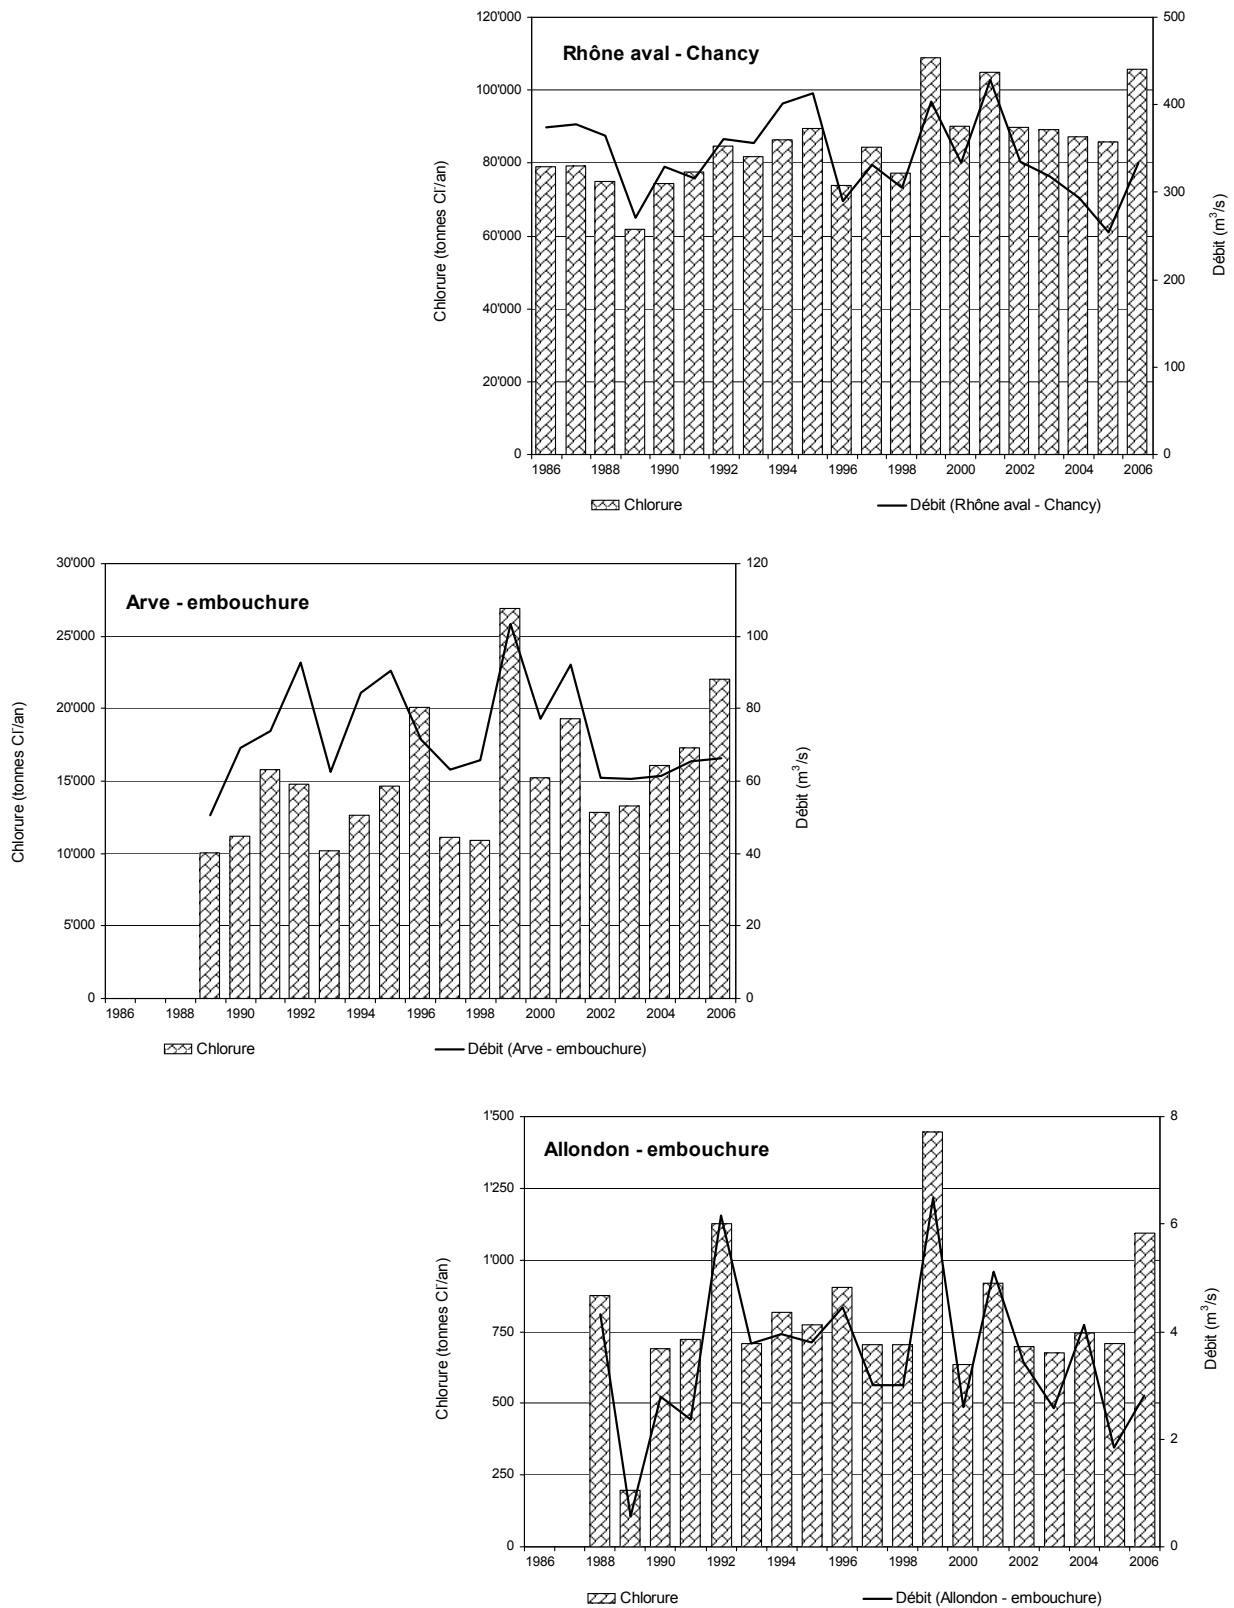 Rhône aval - Chancy
Chlorure (tonnes Cl⁻/an)
120'000
100'000
80'000
60'000
40'000
20'000
0
Débit (m³/s)
500
400
300
200
100
0
1986 1988 1990 1992 1994 1996 1998 2000 2002 2004 2006
Chlorure Débit (Rhône aval - Chancy)
Arve - embouchure
Chlorure (tonnes Cl⁻/an)
30'000
25'000
20'000
15'000
10'000
5'000
0
Débit (m³/s)
120
100
80
60
40
20
0
1986 1988 1990 1992 1994 1996 1998 2000 2002 2004 2006
Chlorure Débit (Arve - embouchure)
Allondon - embouchure
Chlorure (tonnes Cl⁻/an)
1'500
1'250
1'000
750
500
250
0
Débit (m³/s)
8
6
4
2
0
1986 1988 1990 1992 1994 1996 1998 2000 2002 2004 2006
Chlorure Débit (Allondon - embouchure)